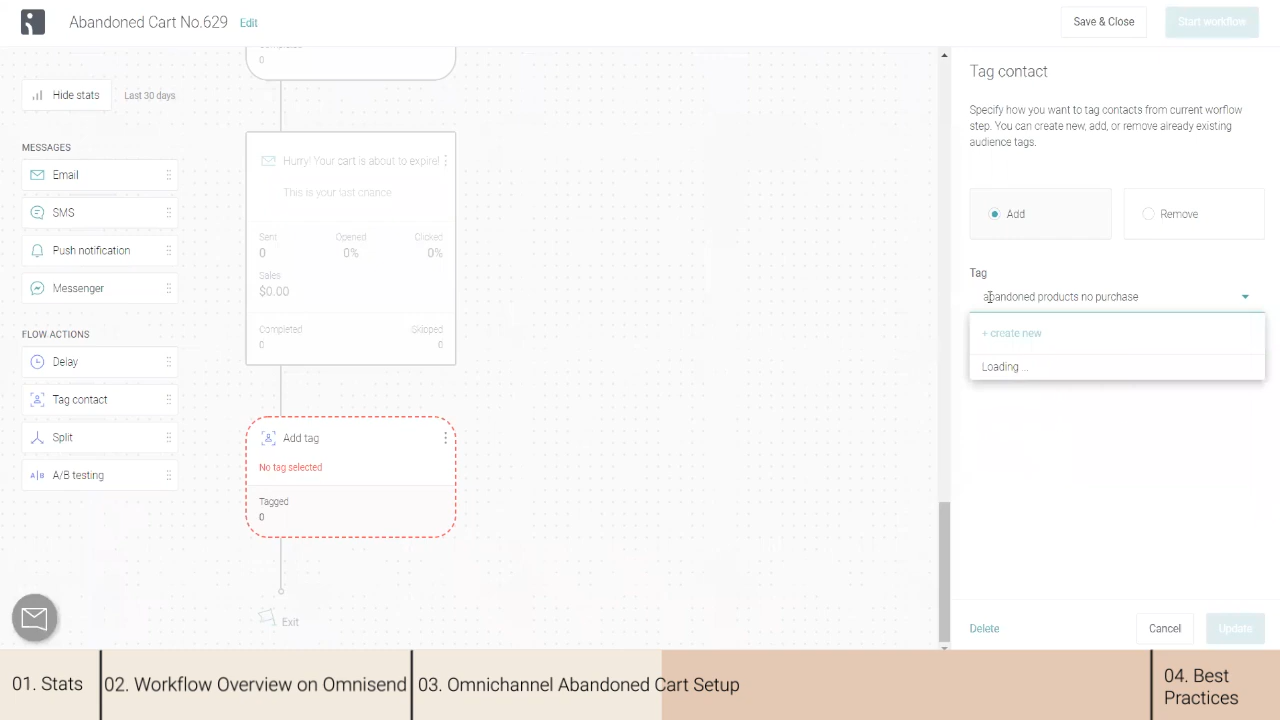 Abandoned Cart No.629 Edit
Save & Close
Start workflow
Hide stats
Last 30 days
MESSAGES
Email
SMS
Push notification
Messenger
FLOW ACTIONS
Delay
Tag contact
Split
A/B testing
0
Hurry! Your cart is about to expire!
This is your last chance
Sent Opened Clicked
0 0% 0%
Sales
$0.00
Completed Skipped
0 0
Add tag
No tag selected
Tagged
0
Exit
Tag contact
Specify how you want to tag contacts from current worflow
step. You can create new, add, or remove already existing
audience tags.
Add
Remove
Tag
abandoned products no purchase
+ create new
Loading ...
Delete
Cancel
Update
01. Stats
02. Workflow Overview on Omnisend
03. Omnichannel Abandoned Cart Setup
04. Best
Practices